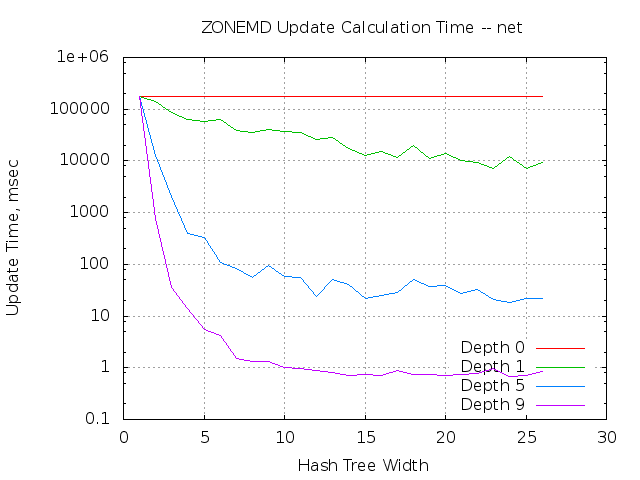 ZONEMD Update Calculation Time -- net
1e+06
100000
10000
1000
100
10
1
0.1
Update Time, msec
Depth 0
Depth 1
Depth 5
Depth 9
0 5 10 15 20 25 30
Hash Tree Width